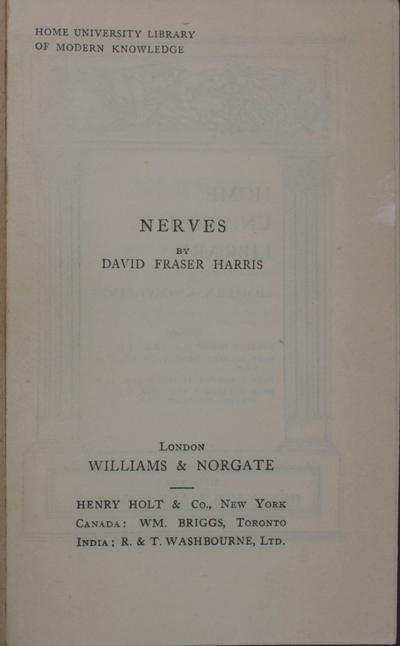 HOME UNIVERSITY LIBRARY
OF MODERN KNOWLEDGE
NERVES
BY
DAVID FRASER HARRIS
LONDON
WILLIAMS & NORGATE
HENRY HOLT & Co., NEW YORK
CANADA: WM. BRIGGS, TORONTO
INDIA: R. & T. WASHBOURNE, LTD.